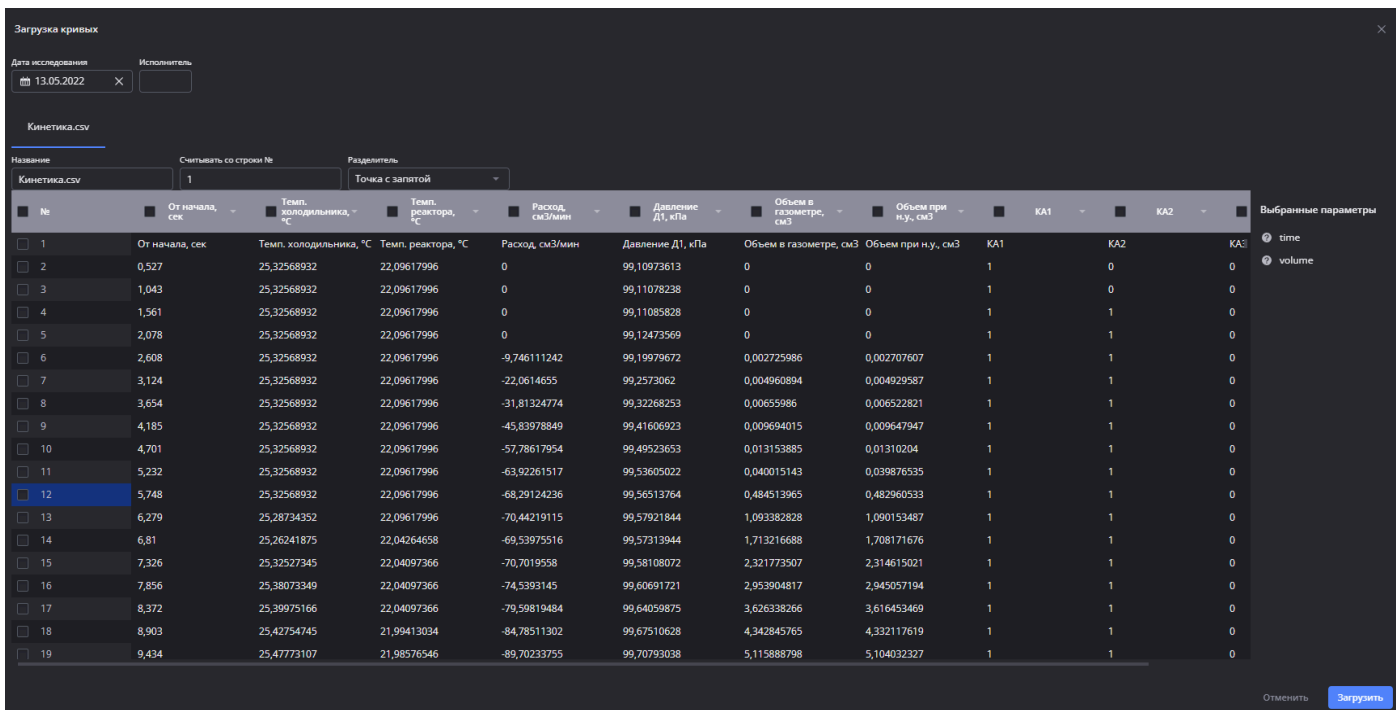 Загрузка кривых
Дата исследования Исполнитель
13.05.2022
Кинетика.csv
Название Считывать со строки № Разделитель
Кинетика.csv 1 Точка с запятой
№ От начала, сек Темп. холодильника, °C Темп. реактора, °C Расход, см3/мин Давление Д1, кПа Объем в газометре, см3 Объем при н.у., см3 КА1 КА2 Выбранные параметры
1 От начала, сек Темп. холодильника, °C Темп. реактора, °C Расход, см3/мин Давление Д1, кПа Объем в газометре, см3 Объем при н.у., см3 КА1 КА2 КА3 time
2 0,527 25,32568932 22,09617996 0 99,10973613 0 0 1 0 0 volume
3 1,043 25,32568932 22,09617996 0 99,11078238 0 0 1 0 0
4 1,561 25,32568932 22,09617996 0 99,11085828 0 0 1 1 0
5 2,078 25,32568932 22,09617996 0 99,12473569 0 0 1 1 0
6 2,608 25,32568932 22,09617996 -9,746111242 99,19979672 0,002725986 0,002707607 1 1 0
7 3,124 25,32568932 22,09617996 -22,0614655 99,2573062 0,004960894 0,004929587 1 1 0
8 3,654 25,32568932 22,09617996 -31,81324774 99,32268253 0,00655986 0,006522821 1 1 0
9 4,185 25,32568932 22,09617996 -45,83978849 99,41606923 0,009694015 0,009647947 1 1 0
10 4,701 25,32568932 22,09617996 -57,78617954 99,49523653 0,013153885 0,01310204 1 1 0
11 5,232 25,32568932 22,09617996 -63,92261517 99,53605022 0,040015143 0,039876535 1 1 0
12 5,748 25,32568932 22,09617996 -68,29124236 99,56513764 0,484513965 0,482960533 1 1 0
13 6,279 25,28734352 22,09617996 -70,44219115 99,57921844 1,093382828 1,090153487 1 1 0
14 6,81 25,26241875 22,04264658 -69,53975516 99,57313944 1,713216688 1,708171676 1 1 0
15 7,326 25,32527345 22,04097366 -70,7019558 99,58108072 2,321773507 2,314615021 1 1 0
16 7,856 25,38073349 22,04097366 -74,5393145 99,60691721 2,953904817 2,945057194 1 1 0
17 8,372 25,39975166 22,04097366 -79,59819484 99,64059875 3,626338266 3,616453469 1 1 0
18 8,903 25,42754745 21,99413034 -84,78511302 99,67510628 4,342845765 4,332117619 1 1 0
19 9,434 25,47773107 21,98576546 -89,70233755 99,70793038 5,115888798 5,104032327 1 1 0
Отменить Загрузить